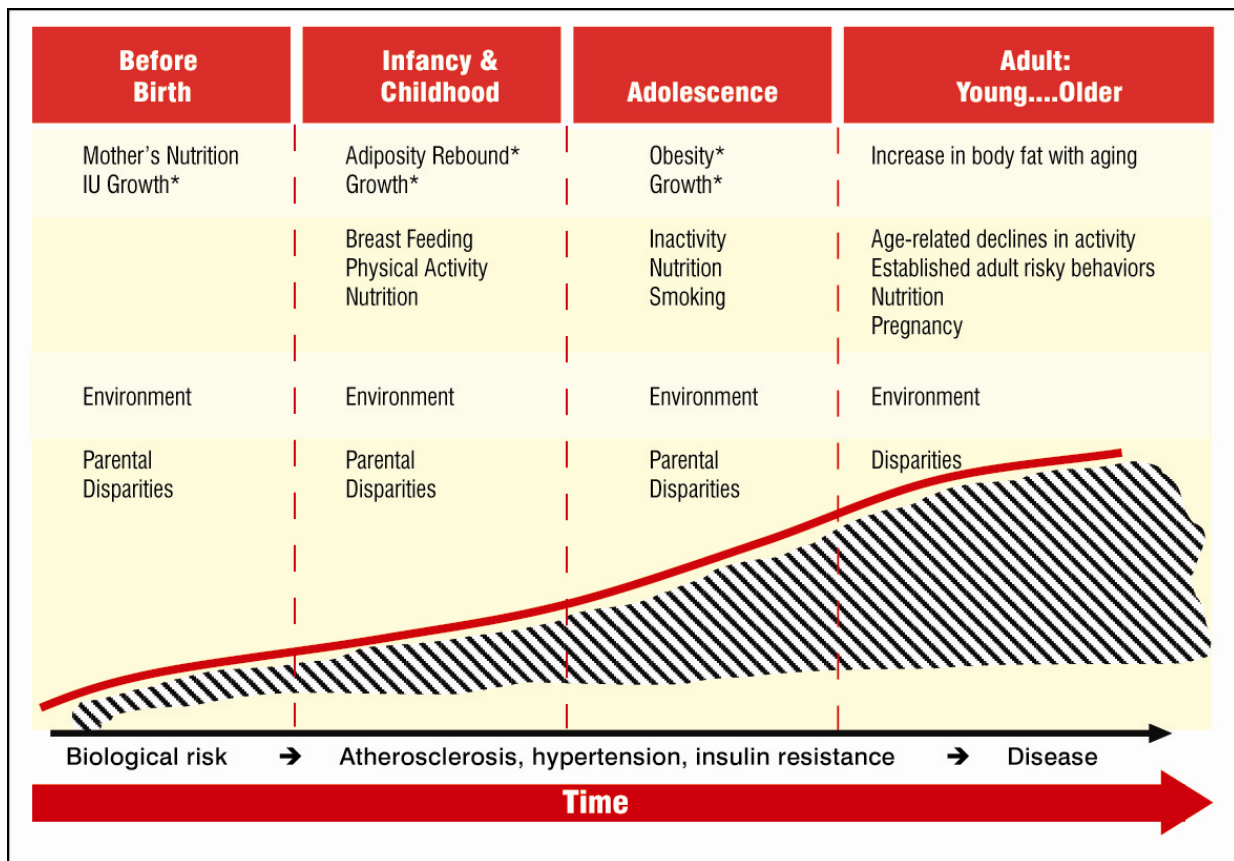 Before
Birth
Infancy &
Childhood
Adolescence
Adult:
Young....Older
Mother's Nutrition
IU Growth*
Adiposity Rebound*
Growth*
Obesity*
Growth*
Increase in body fat with aging
Breast Feeding
Physical Activity
Nutrition
Inactivity
Nutrition
Smoking
Age-related declines in activity
Established adult risky behaviors
Nutrition
Pregnancy
Environment
Environment
Environment
Environment
Parental
Disparities
Parental
Disparities
Parental
Disparities
Disparities
Biological risk → Atherosclerosis, hypertension, insulin resistance → Disease
Time